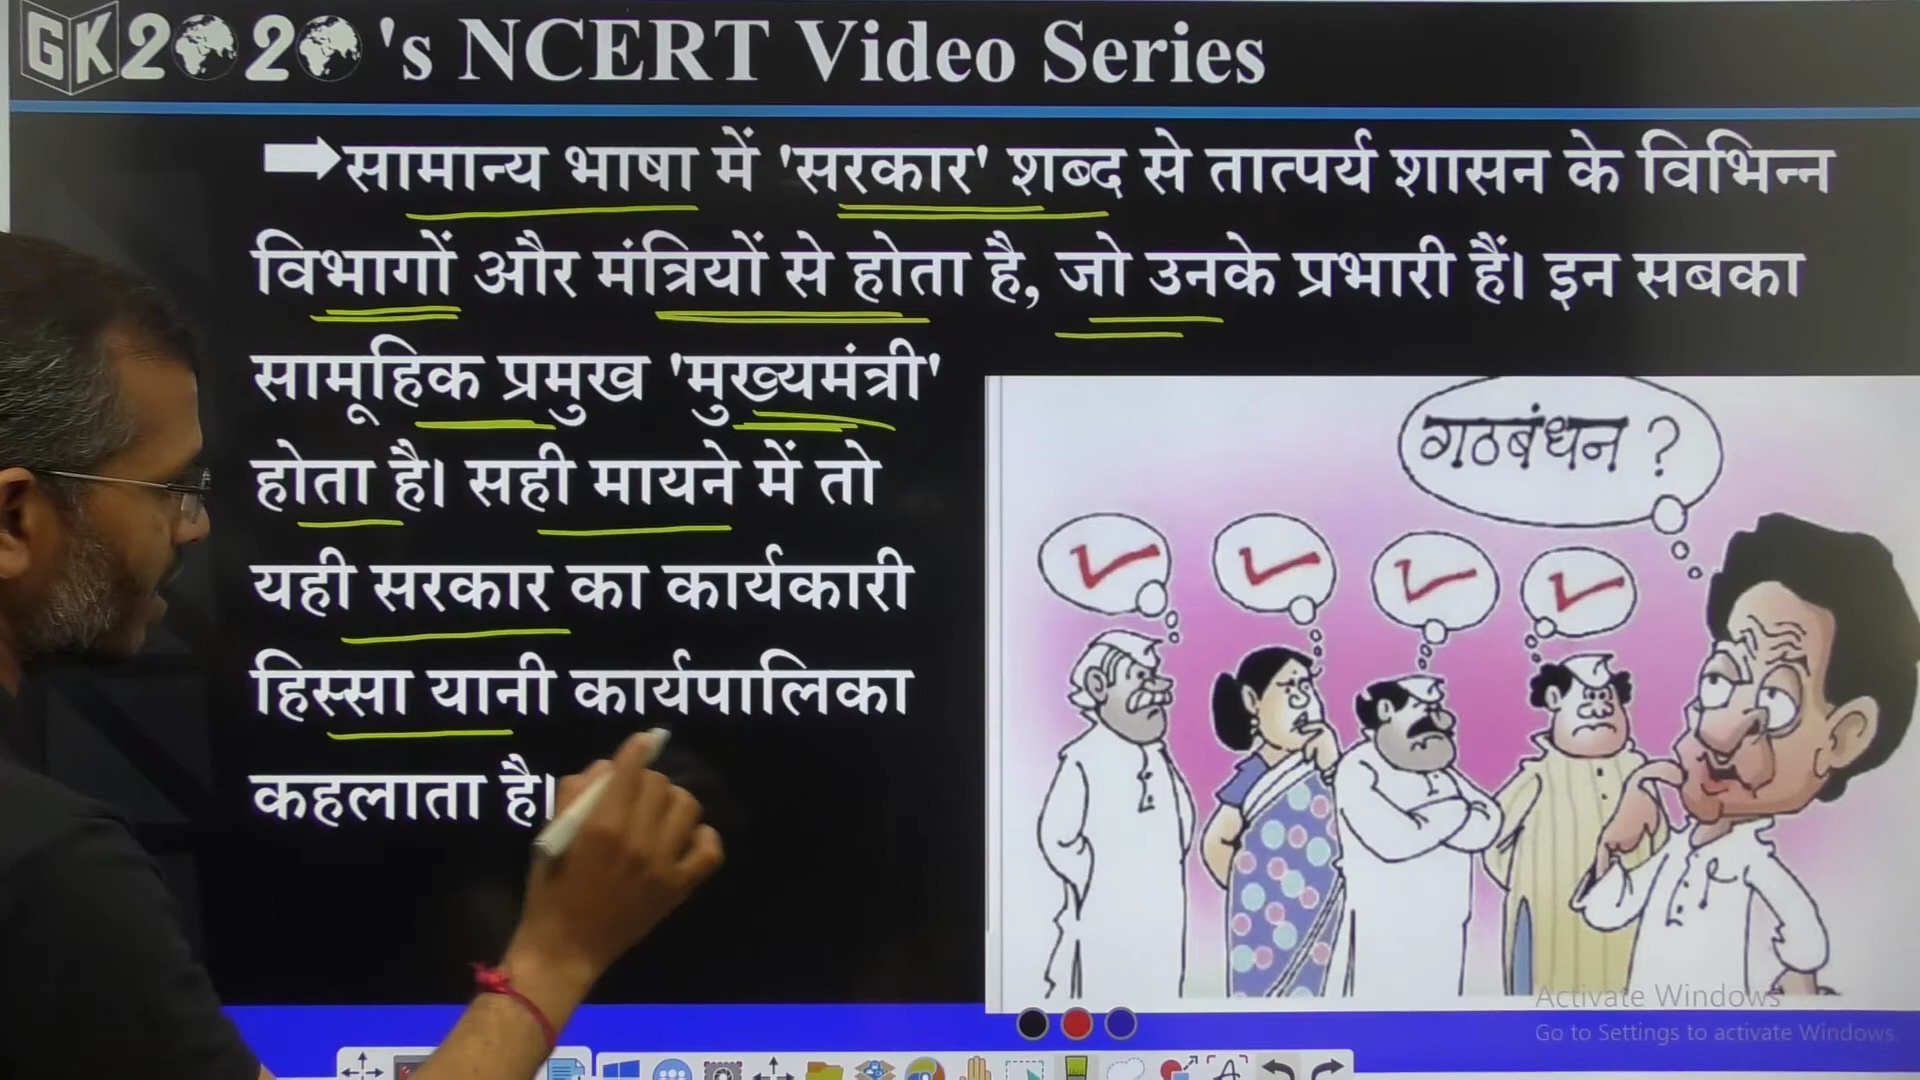 GK2020's NCERT Video Series
सामान्य भाषा में 'सरकार' शब्द से तात्पर्य शासन के विभिन्न
विभागों और मंत्रियों से होता है, जो उनके प्रभारी हैं। इन सबका
सामूहिक प्रमुख 'मुख्यमंत्री'
होता है। सही मायने में तो
यही सरकार का कार्यकारी
हिस्सा यानी कार्यपालिका
कहलाता है।
गठबंधन ?
Activate Windows
Go to Settings to activate Windows.